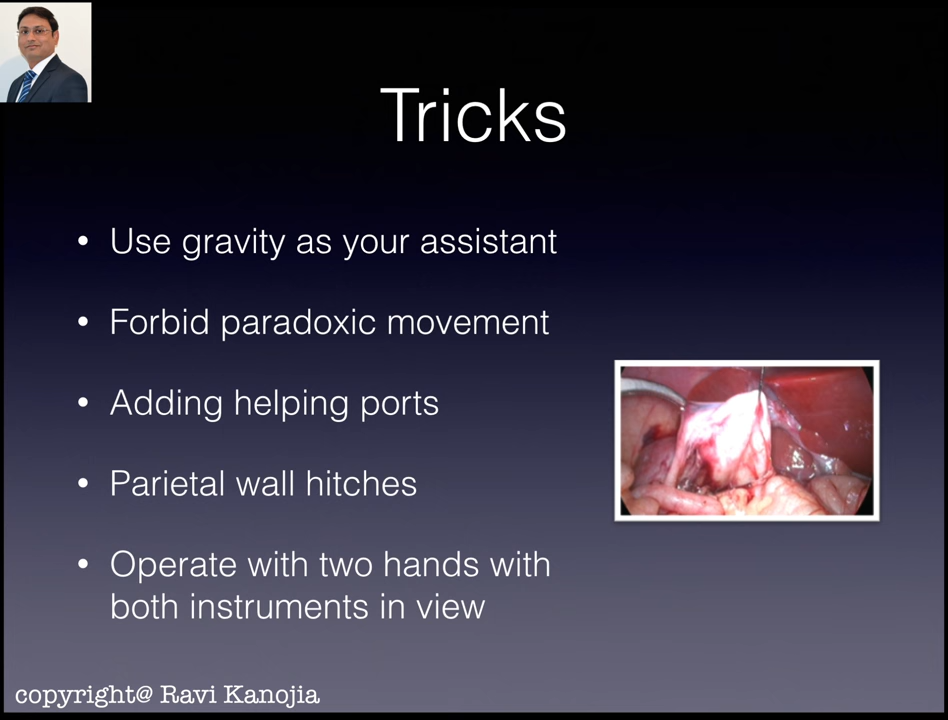 Tricks
• Use gravity as your assistant
• Forbid paradoxic movement
• Adding helping ports
• Parietal wall hitches
• Operate with two hands with
both instruments in view
copyright@ Ravi Kanojia